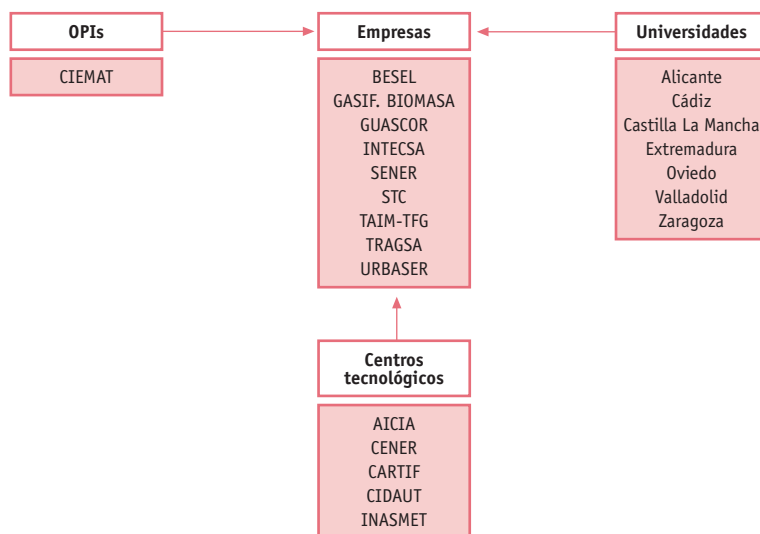 OPIs
CIEMAT
Empresas
BESEL
GASIF. BIOMASA
GUASCOR
INTECSA
SENER
STC
TAIM-TFG
TRAGSA
URBASER
Universidades
Alicante
Cádiz
Castilla La Mancha
Extremadura
Oviedo
Valladolid
Zaragoza
Centros
tecnológicos
AICIA
CENER
CARTIF
CIDAUT
INASMET